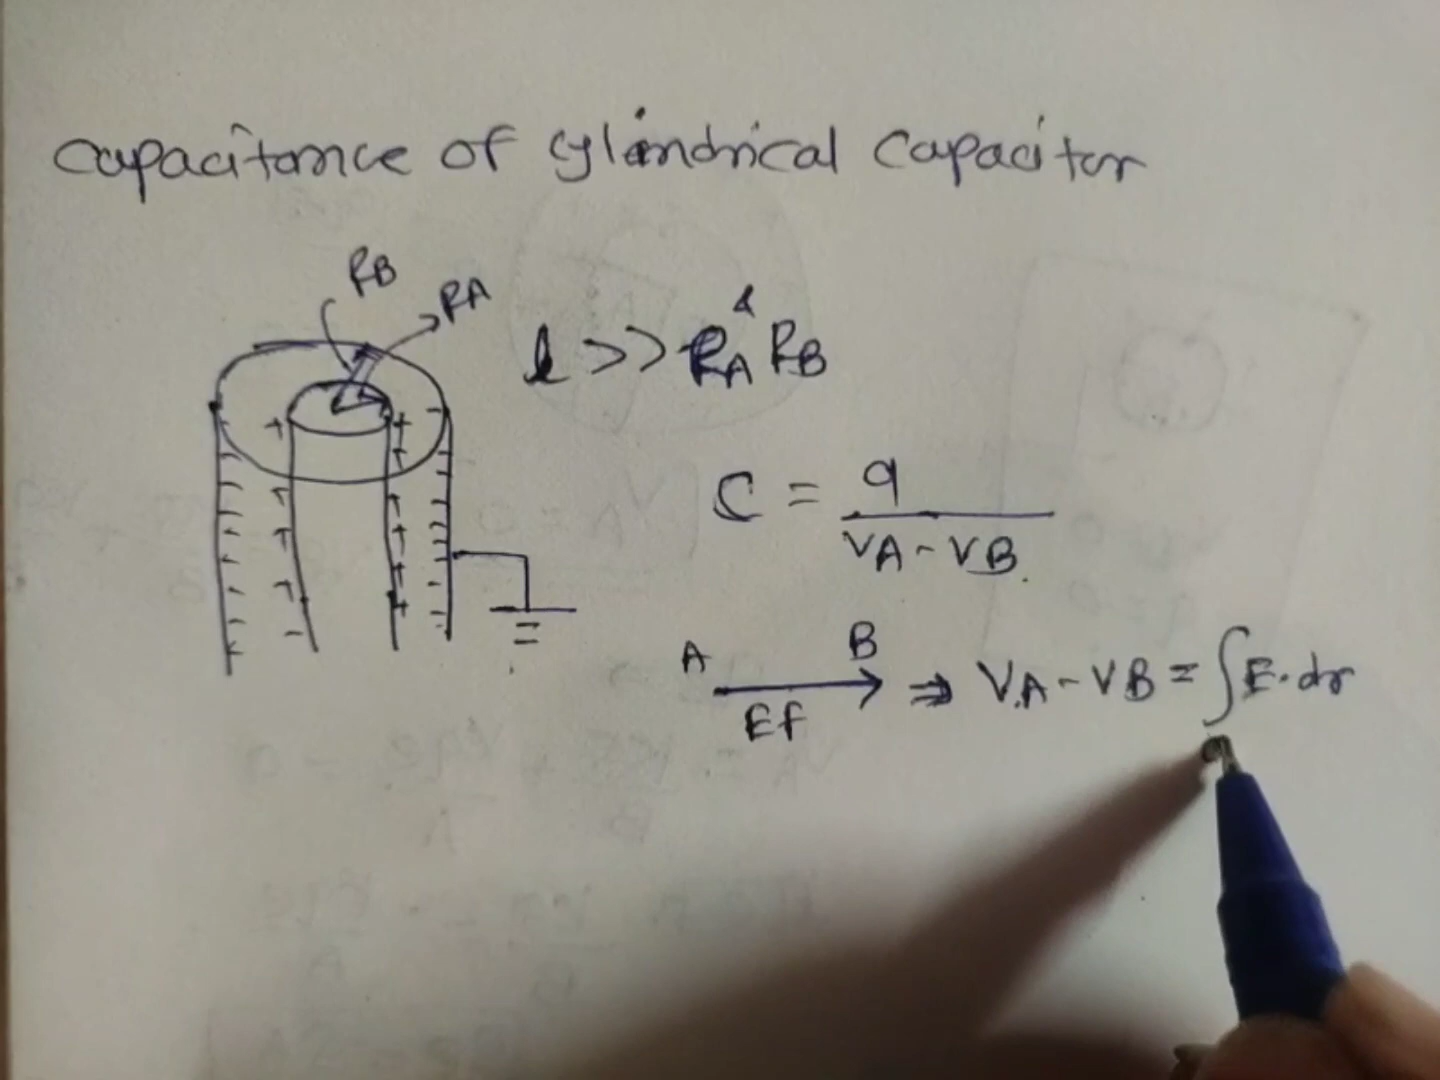 capacitance of cylindrical capacitor
RB
RA
l >> RA & RB
C = q / VA - VB
A B
EF
⇒ VA - VB = ∫E.dr